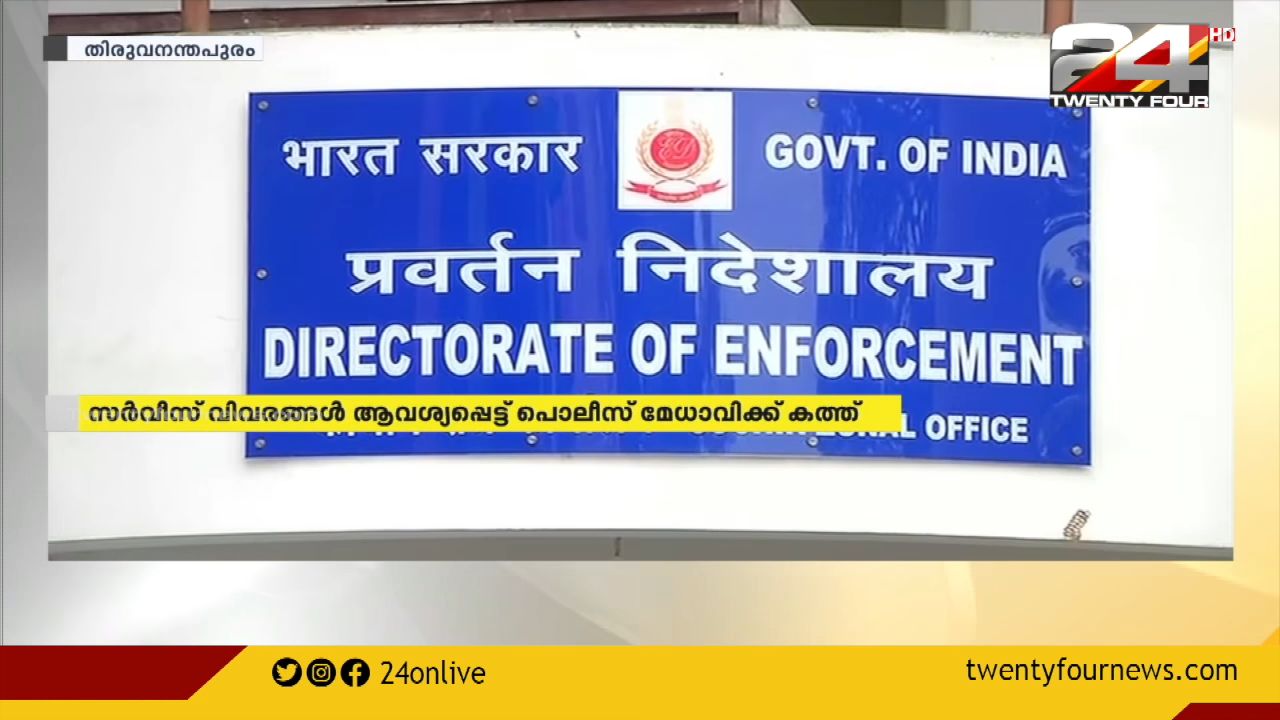 തിരുവനന്തപുരം
24 HD
TWENTY FOUR
भारत सरकार
GOVT. OF INDIA
प्रवर्तन निदेशालय
DIRECTORATE OF ENFORCEMENT
സർവീസ് വിവരങ്ങൾ ആവശ്യപ്പെട്ട് പൊലീസ് മേധാവിക്ക് കത്ത്
OFFICE
24onlive
twentyfournews.com